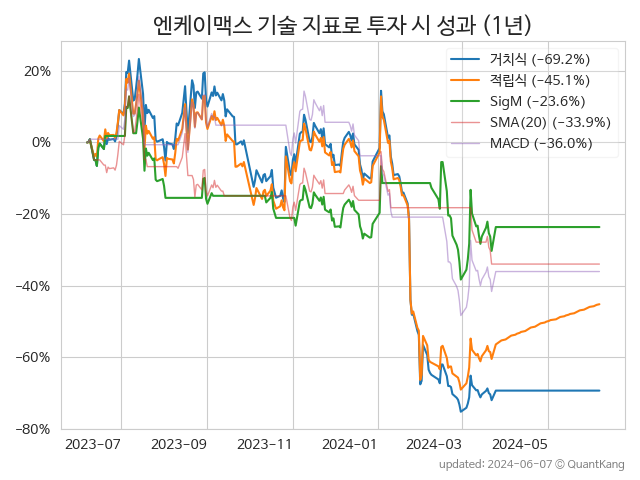 엔케이맥스 기술 지표로 투자 시 성과 (1년)
거치식 (−69.2%)
적립식 (−45.1%)
SigM (−23.6%)
SMA(20) (−33.9%)
MACD (−36.0%)
20%
0%
−20%
−40%
−60%
−80%
2023-07 2023-09 2023-11 2024-01 2024-03 2024-05
updated: 2024-06-07 © QuantKang